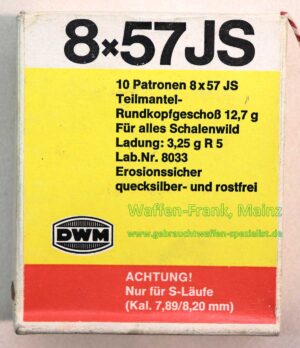 8x57JS
10 Patronen 8x57 JS
Teilmantel-
Rundkopfgeschoß 12,7 g
Für alles Schalenwild
Ladung: 3,25 g R 5
Lab.Nr. 8033
Erosionssicher
quecksilber- und rostfrei
Waffen-Frank, Mainz
www.gebrauchtwaffen-spezialist.de
DWM
ACHTUNG!
Nur für S-Läufe
(Kal. 7,89/8,20 mm)